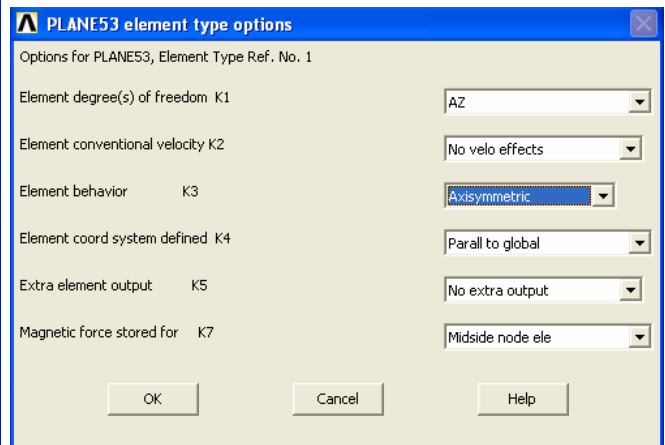 PLANE53 element type options
Options for PLANE53, Element Type Ref. No. 1
Element degree(s) of freedom K1 AZ
Element conventional velocity K2 No velo effects
Element behavior K3 Axisymmetric
Element coord system defined K4 Parall to global
Extra element output K5 No extra output
Magnetic force stored for K7 Midside node ele
OK Cancel Help